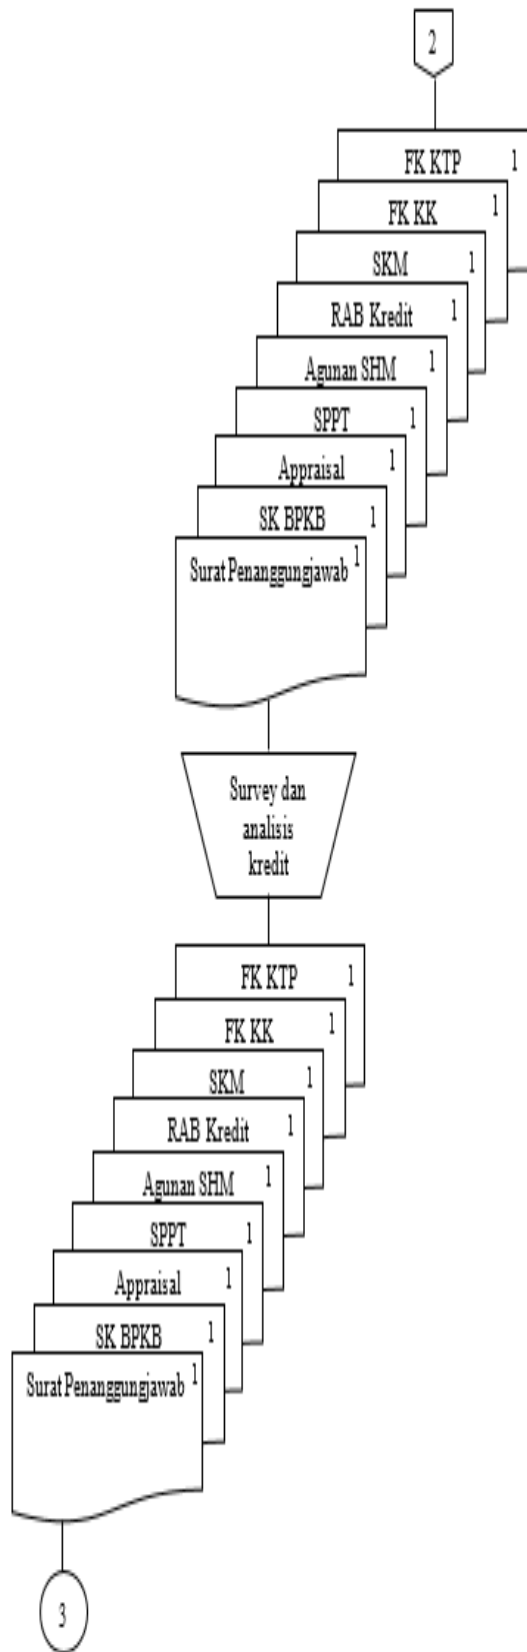 2
FK KTP 1
FK KK 1
SKM 1
RAB Kredit 1
Agunan SHM 1
SPPT 1
Appraisal 1
SK BPKB 1
Surat Penanggungjawab 1
Survey dan
analisis
kredit
FK KTP 1
FK KK 1
SKM 1
RAB Kredit 1
Agunan SHM 1
SPPT 1
Appraisal 1
SK BPKB 1
Surat Penanggungjawab 1
3